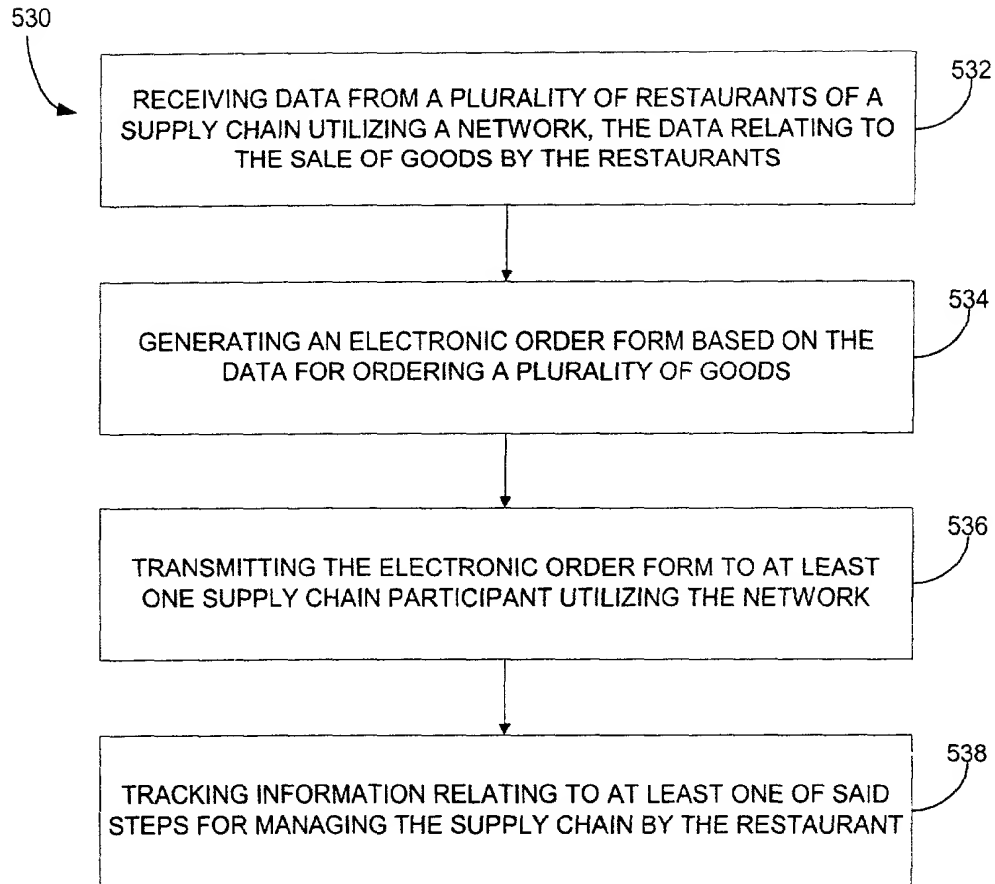 530
532
RECEIVING DATA FROM A PLURALITY OF RESTAURANTS OF A
SUPPLY CHAIN UTILIZING A NETWORK, THE DATA RELATING TO
THE SALE OF GOODS BY THE RESTAURANTS
534
GENERATING AN ELECTRONIC ORDER FORM BASED ON THE
DATA FOR ORDERING A PLURALITY OF GOODS
536
TRANSMITTING THE ELECTRONIC ORDER FORM TO AT LEAST
ONE SUPPLY CHAIN PARTICIPANT UTILIZING THE NETWORK
538
TRACKING INFORMATION RELATING TO AT LEAST ONE OF SAID
STEPS FOR MANAGING THE SUPPLY CHAIN BY THE RESTAURANT